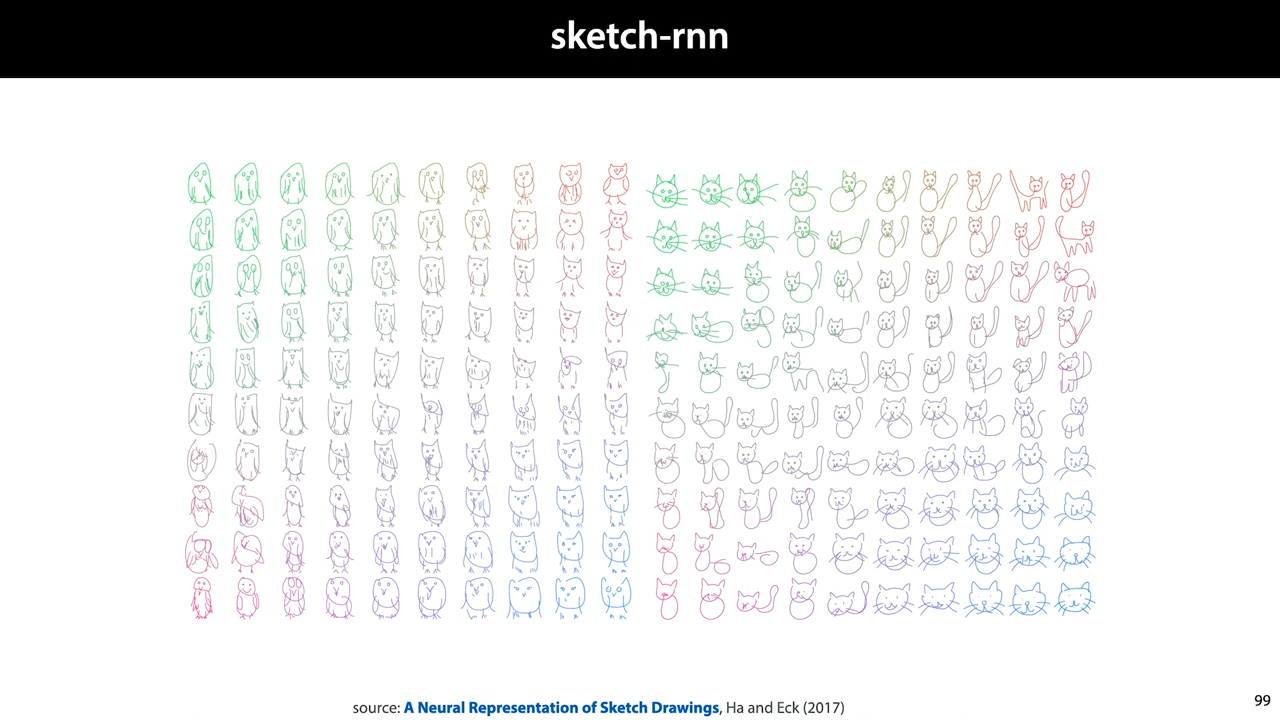 sketch-rnn
source: A Neural Representation of Sketch Drawings, Ha and Eck (2017)
99